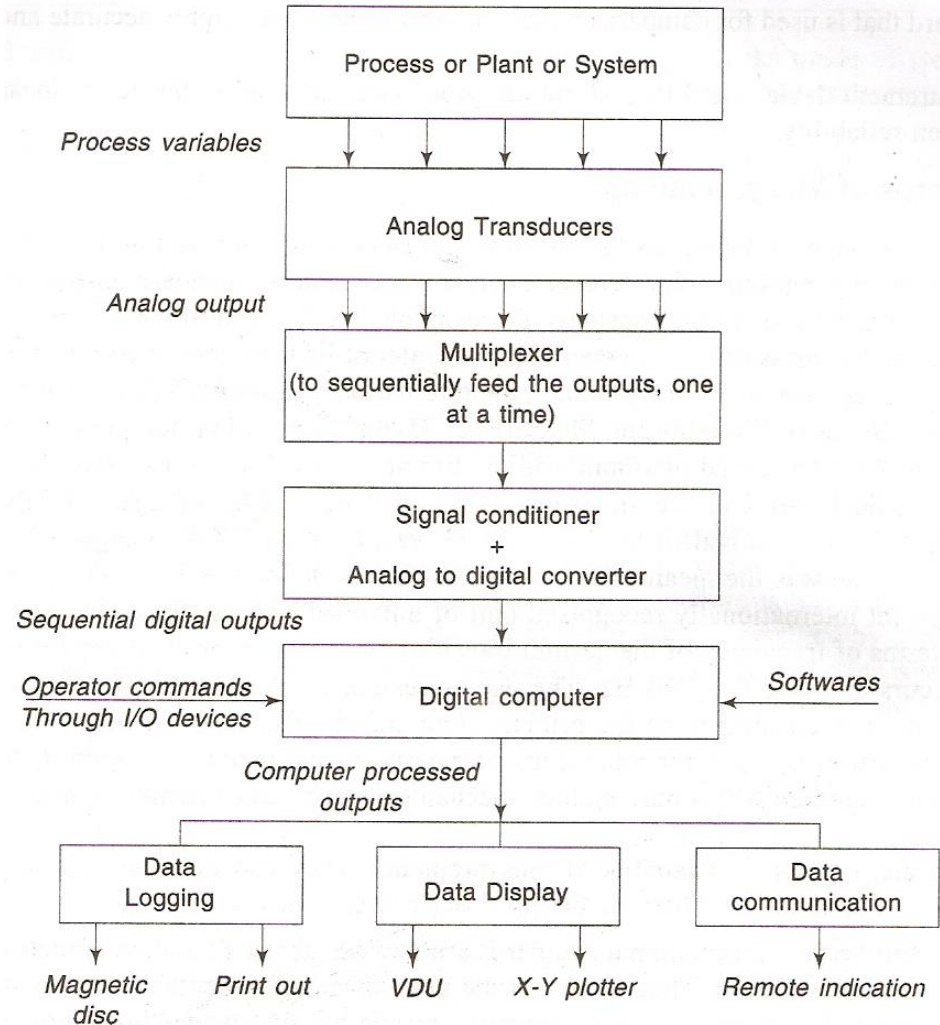 Process or Plant or System
Process variables
Analog Transducers
Analog output
Multiplexer
(to sequentially feed the outputs, one
at a time)
Signal conditioner
+
Analog to digital converter
Sequential digital outputs
Operator commands
Through I/O devices
Digital computer
Softwares
Computer processed
outputs
Data
Logging
Data Display
Data
communication
Magnetic
disc
Print out
VDU
X-Y plotter
Remote indication